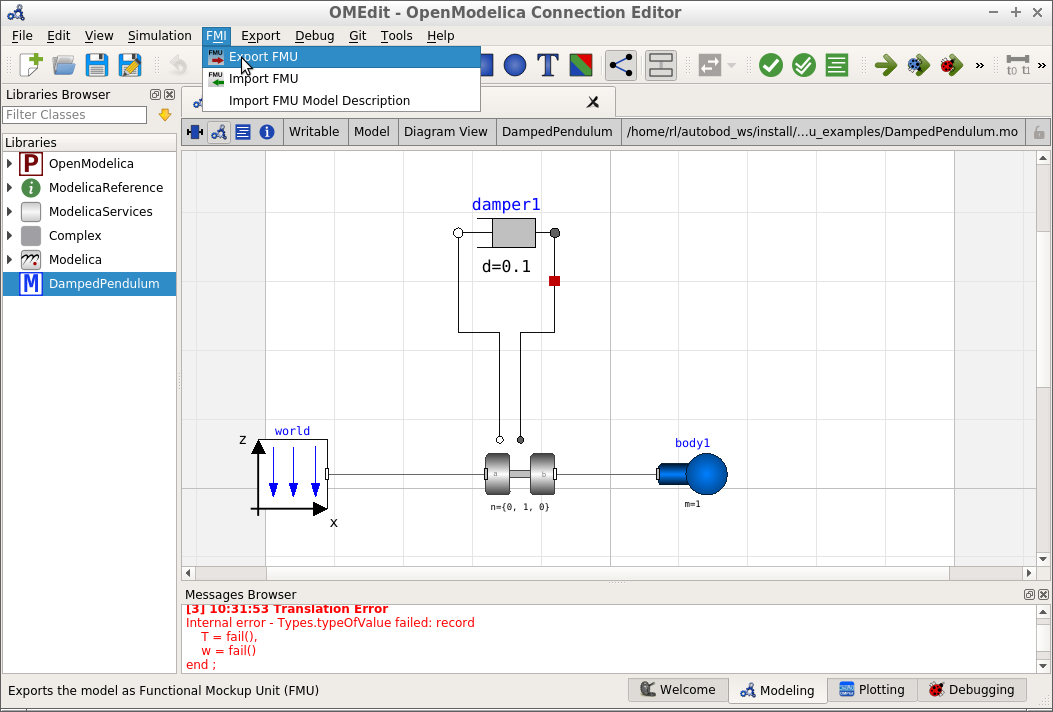 OMEdit - OpenModelica Connection Editor
File Edit View Simulation FMI Export Debug Git Tools Help
FMU Export FMU
FMU Import FMU
Import FMU Model Description
T
»
»
Libraries Browser
Filter Classes
Libraries
P OpenModelica
i ModelicaReference
ModelicaServices
Complex
m Modelica
M DampedPendulum
i Writable Model Diagram View DampedPendulum /home/rl/autobod_ws/install/...u_examples/DampedPendulum.mo
damper1
d=0.1
world
z
x
a b
n={0, 1, 0}
body1
m=1
Messages Browser
[3] 10:31:53 Translation Error
Internal error - Types.typeOfValue failed: record
T = fail(),
w = fail()
end ;
Exports the model as Functional Mockup Unit (FMU)
Welcome Modeling Plotting Debugging